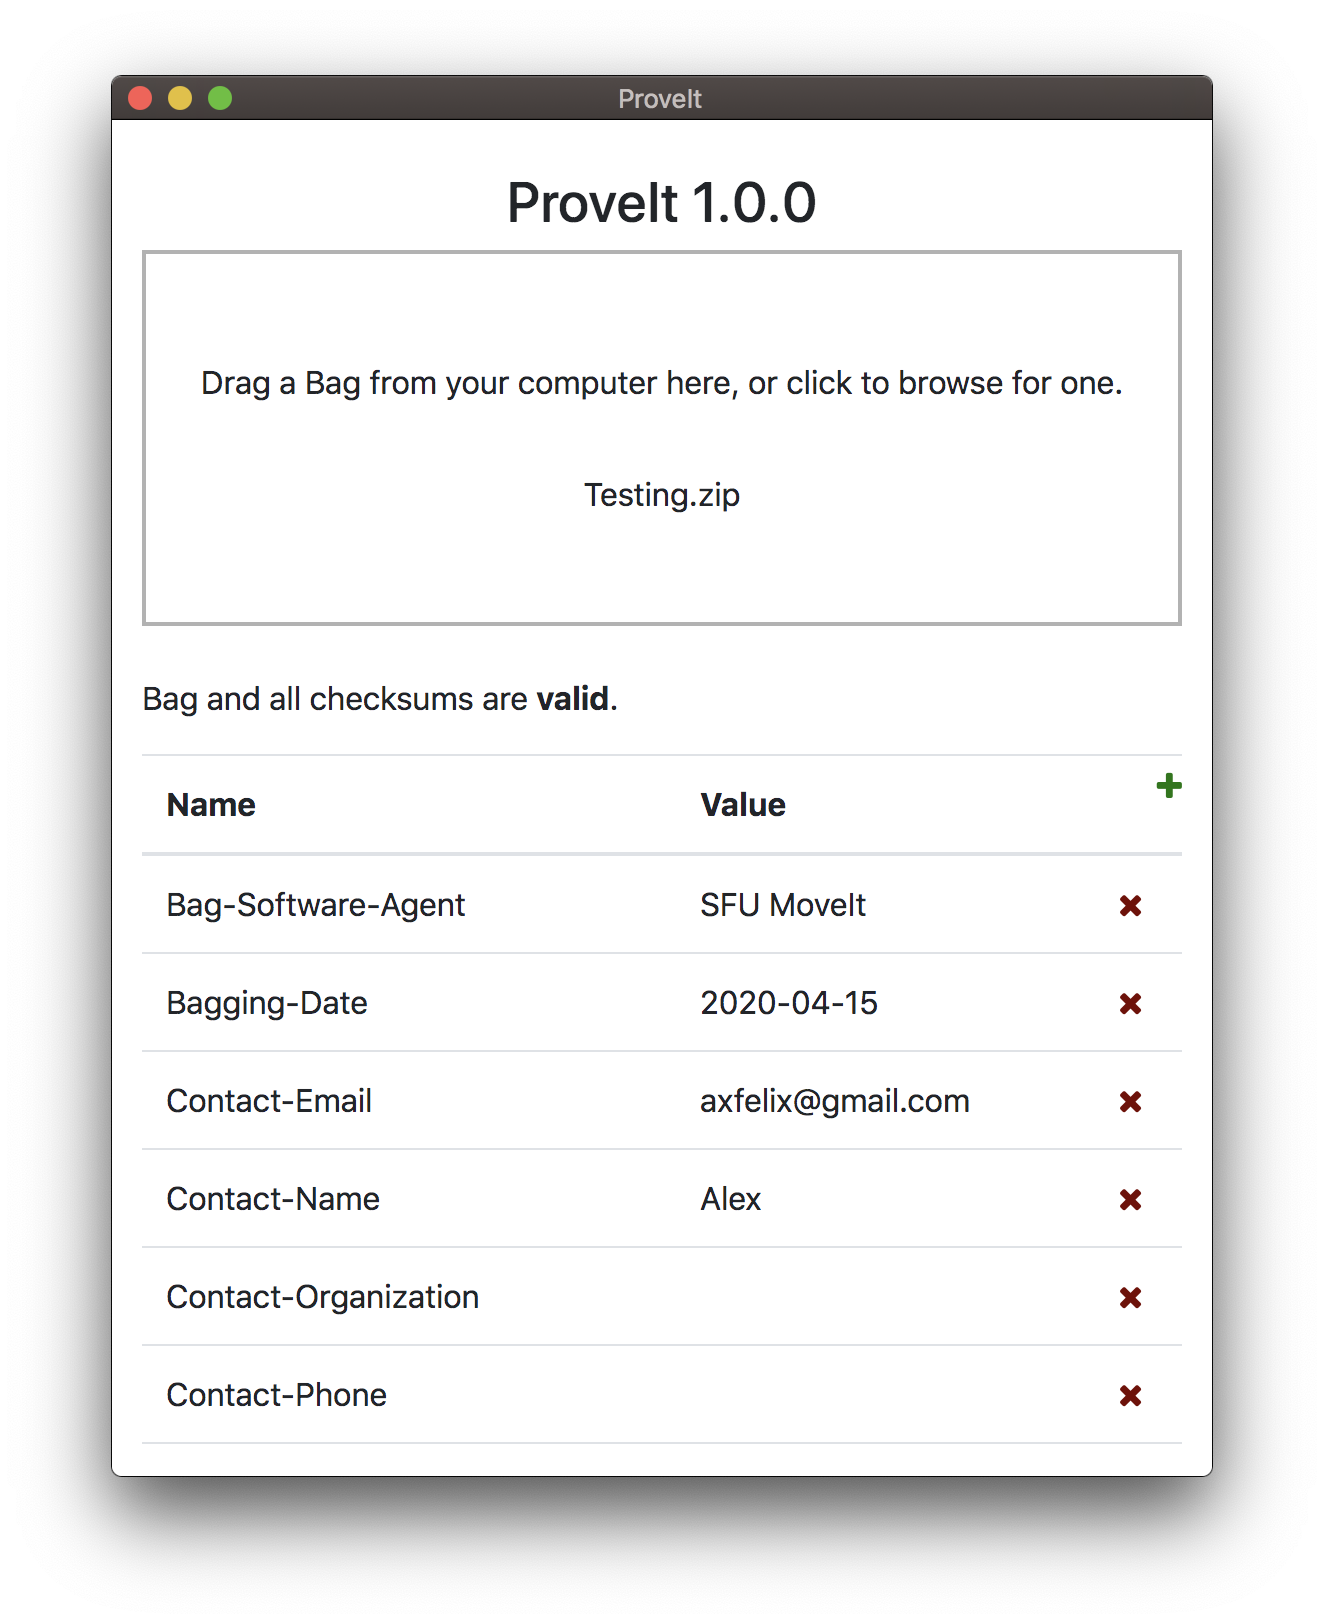 ProveIt
ProveIt 1.0.0
Drag a Bag from your computer here, or click to browse for one.
Testing.zip
Bag and all checksums are valid.
Name Value
Bag-Software-Agent SFU MoveIt
Bagging-Date 2020-04-15
Contact-Email axfelix@gmail.com
Contact-Name Alex
Contact-Organization
Contact-Phone